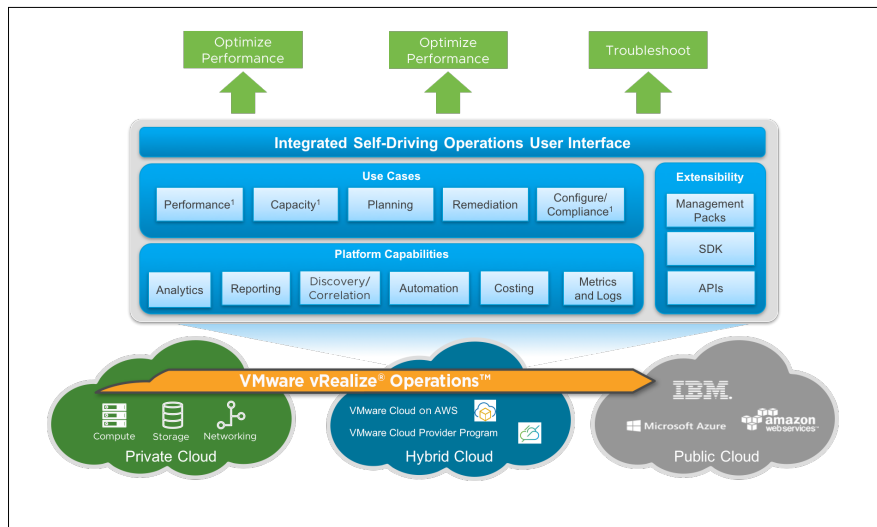 Optimize
Performance
Optimize
Performance
Troubleshoot
Integrated Self-Driving Operations User Interface
Use Cases
Performance¹
Capacity¹
Planning
Remediation
Configure/
Compliance¹
Extensibility
Management
Packs
SDK
APIs
Platform Capabilities
Analytics
Reporting
Discovery/
Correlation
Automation
Costing
Metrics
and Logs
VMware vRealize® Operations™
Compute
Storage
Networking
Private Cloud
VMware Cloud on AWS
VMware Cloud Provider Program
Hybrid Cloud
IBM.
Microsoft Azure
amazon
webservices™
Public Cloud